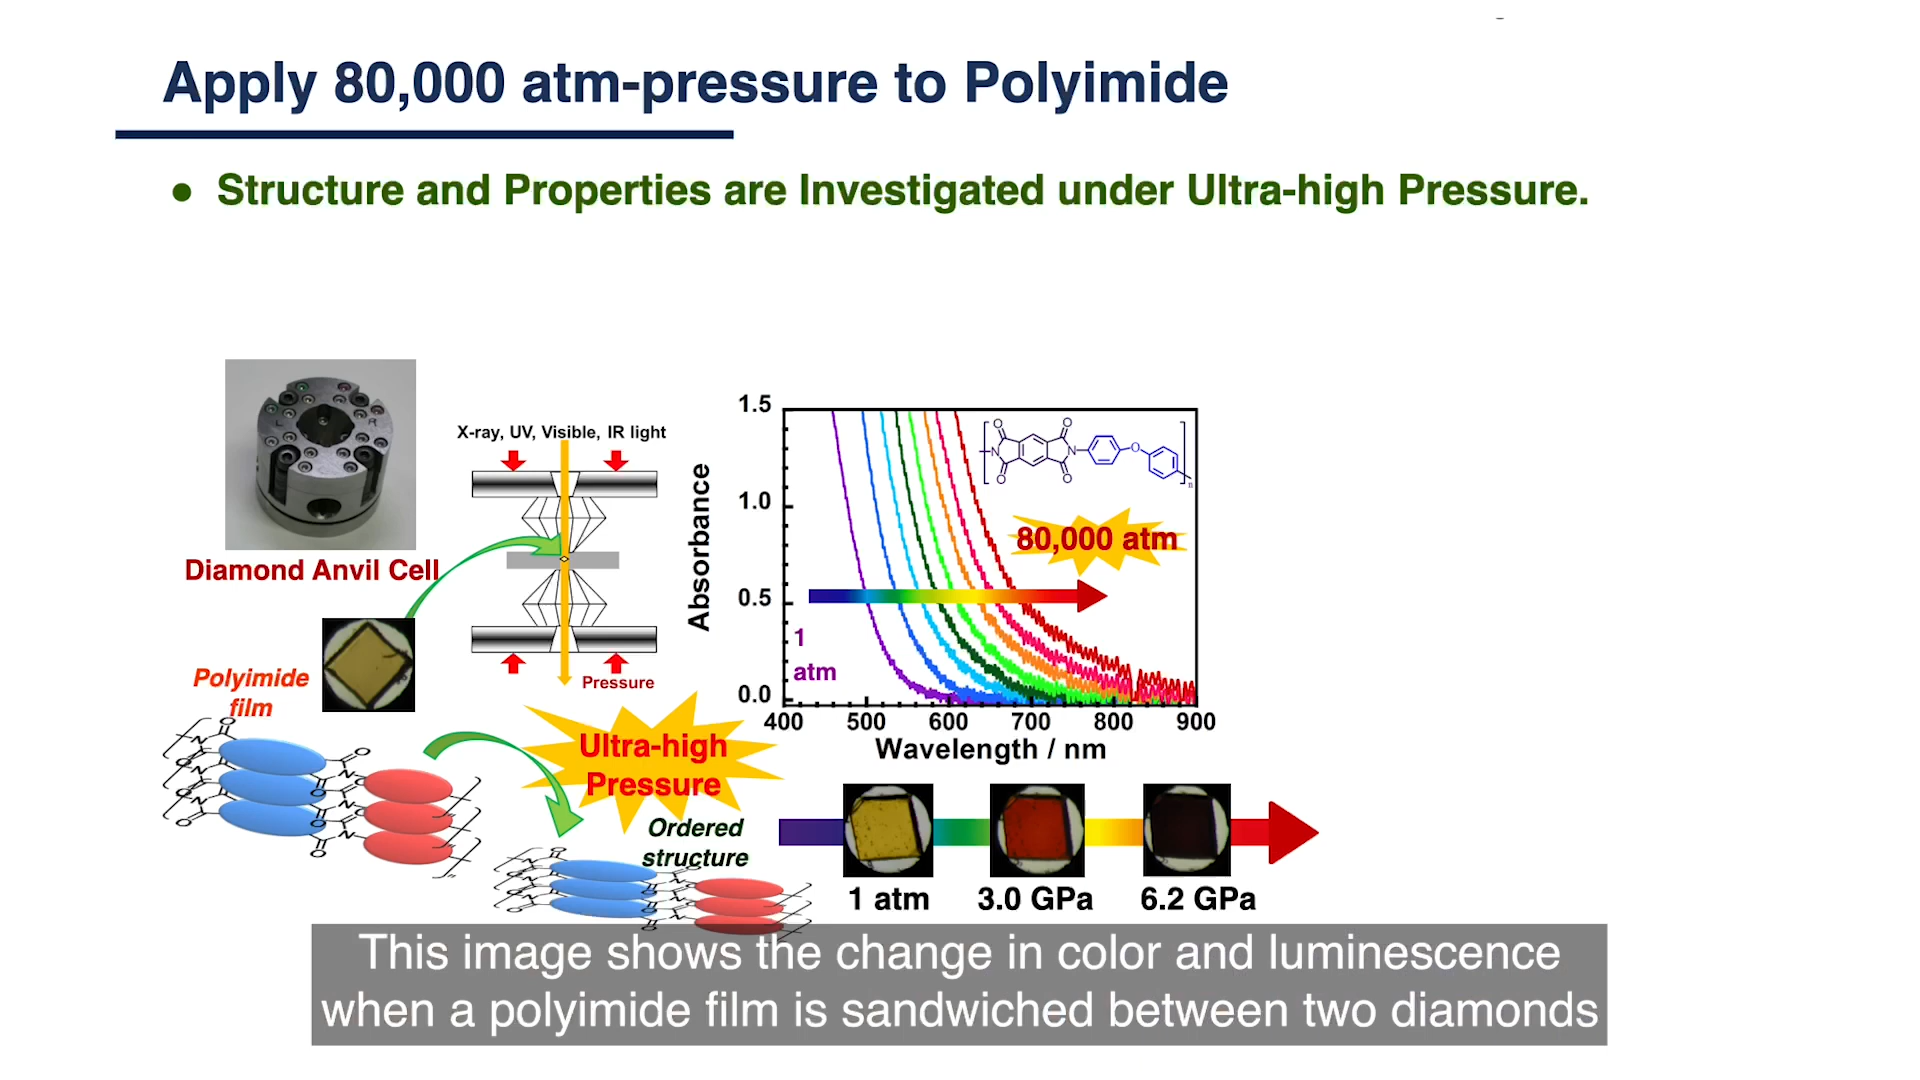 Apply 80,000 atm-pressure to Polyimide
● Structure and Properties are Investigated under Ultra-high Pressure.
Diamond Anvil Cell
X-ray, UV, Visible, IR light
Pressure
Polyimide
film
Ultra-high
Pressure
Ordered
structure
Absorbance
1.5
1.0
0.5
0.0
400 500 600 700 800 900
Wavelength / nm
80,000 atm
1
atm
1 atm 3.0 GPa 6.2 GPa
This image shows the change in color and luminescence
when a polyimide film is sandwiched between two diamonds